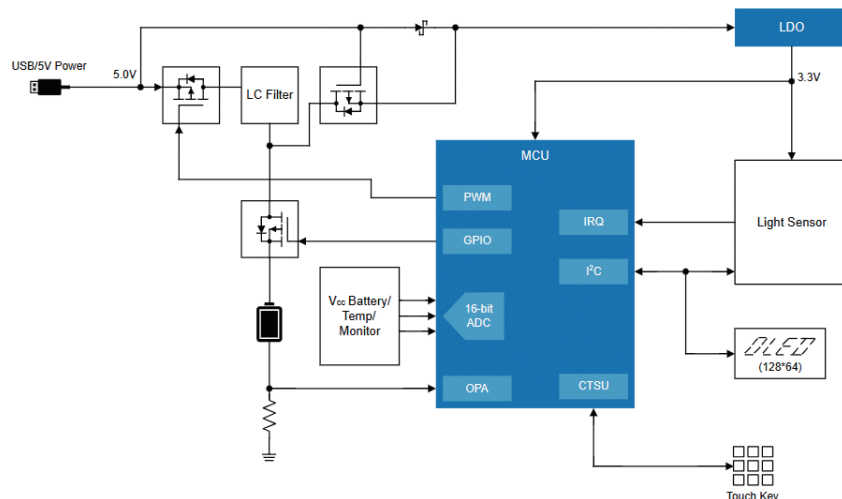 LDO
USB/5V Power
5.0V
3.3V
LC Filter
MCU
PWM
IRQ
Light Sensor
GPIO
I²C
Vcc Battery/
Temp/
Monitor
16-bit
ADC
OLED
(128*64)
OPA
CTSU
Touch Key